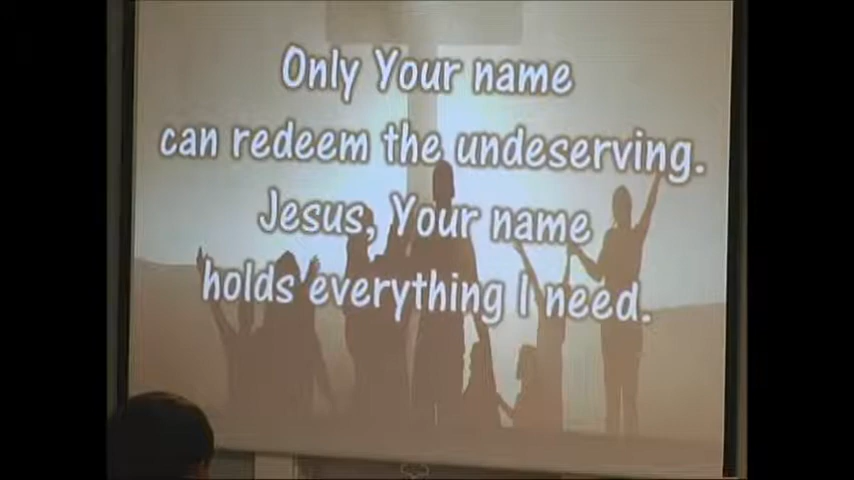 Only Your name
can redeem the undeserving.
Jesus, Your name
holds everything I need.